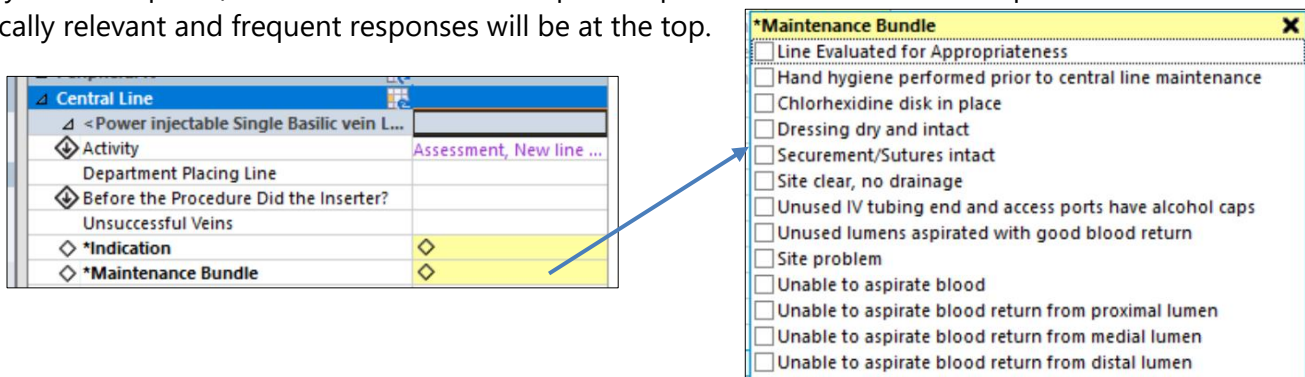 cally relevant and frequent responses will be at the top.
Central Line
<Power injectable Single Basilic vein L...
Activity
Assessment, New line ...
Department Placing Line
Before the Procedure Did the Inserter?
Unsuccessful Veins
*Indication
*Maintenance Bundle
*Maintenance Bundle
Line Evaluated for Appropriateness
Hand hygiene performed prior to central line maintenance
Chlorhexidine disk in place
Dressing dry and intact
Securement/Sutures intact
Site clear, no drainage
Unused IV tubing end and access ports have alcohol caps
Unused lumens aspirated with good blood return
Site problem
Unable to aspirate blood
Unable to aspirate blood return from proximal lumen
Unable to aspirate blood return from medial lumen
Unable to aspirate blood return from distal lumen